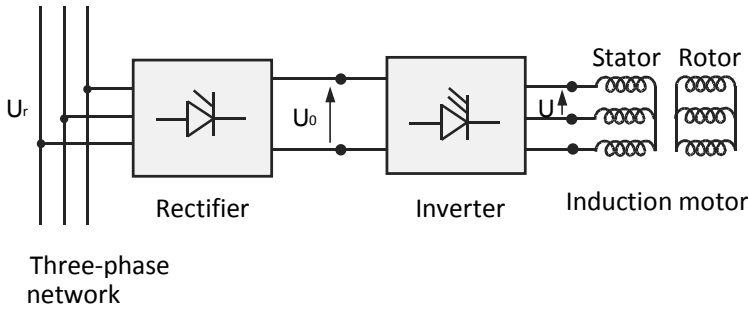 Stator Rotor
Uᵣ
U₀
U
Rectifier
Inverter
Induction motor
Three-phase
network